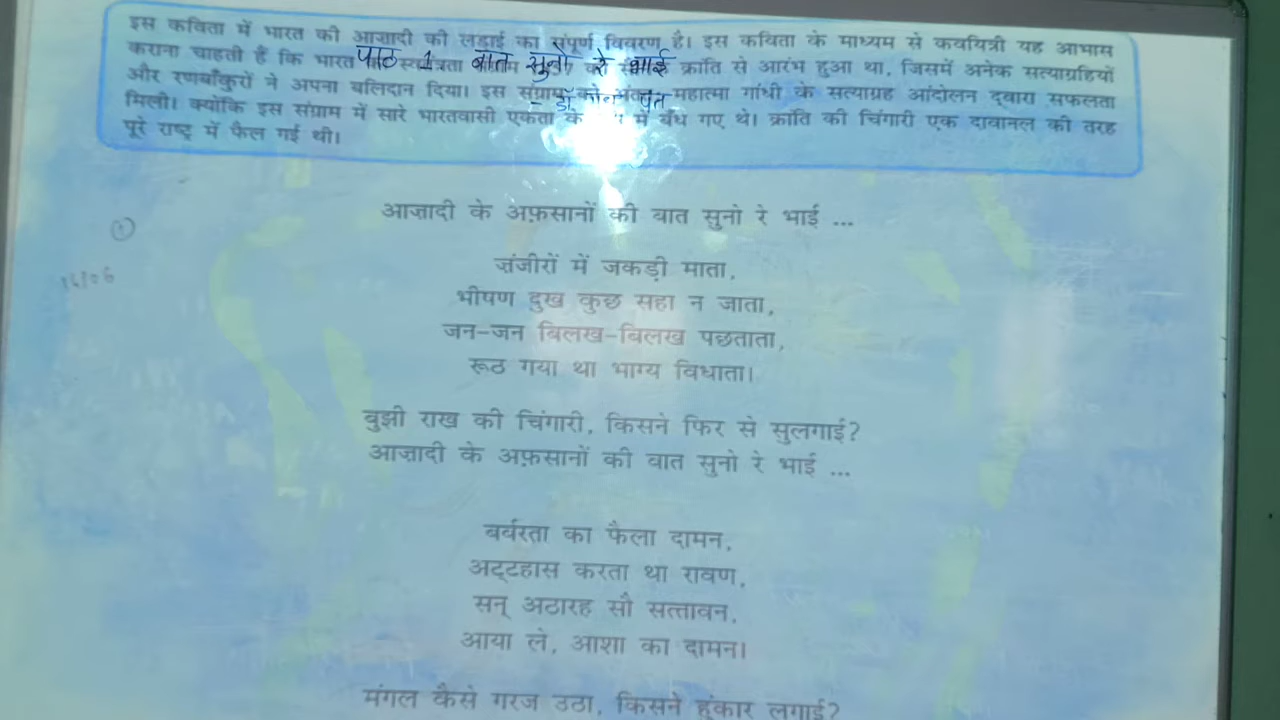 इस कविता में भारत की आज़ादी की लड़ाई का संपूर्ण विवरण है। इस कविता के माध्यम से कवयित्री यह आभास
कराना चाहती हैं कि भारत क्रांति से आरंभ हुआ था, जिसमें अनेक सत्याग्रहियों
पाठ 1 बात सुनो रे भाई
और रणबाँकुरों ने अपना बलिदान दिया। इस संग्राम को महात्मा गांधी के सत्याग्रह आंदोलन द्वारा सफलता
- डॉ पंत
मिली। क्योंकि इस संग्राम में सारे भारतवासी एकता के में बँध गए थे। क्रांति की चिंगारी एक दावानल की तरह
पूरे राष्ट्र में फैल गई थी।
आज़ादी के अफ़सानों की बात सुनो रे भाई ...
ज़ंजीरों में जकड़ी माता,
भीषण दुख कुछ सहा न जाता,
जन-जन बिलख-बिलख पछताता,
रूठ गया था भाग्य विधाता।
बुझी राख की चिंगारी, किसने फिर से सुलगाई?
आज़ादी के अफ़सानों की बात सुनो रे भाई ...
बर्बरता का फैला दामन,
अट्टहास करता था रावण,
सन् अठारह सौ सत्तावन,
आया ले, आशा का दामन।
मंगल कैसे गरज उठा, किसने हुंकार लगाई?